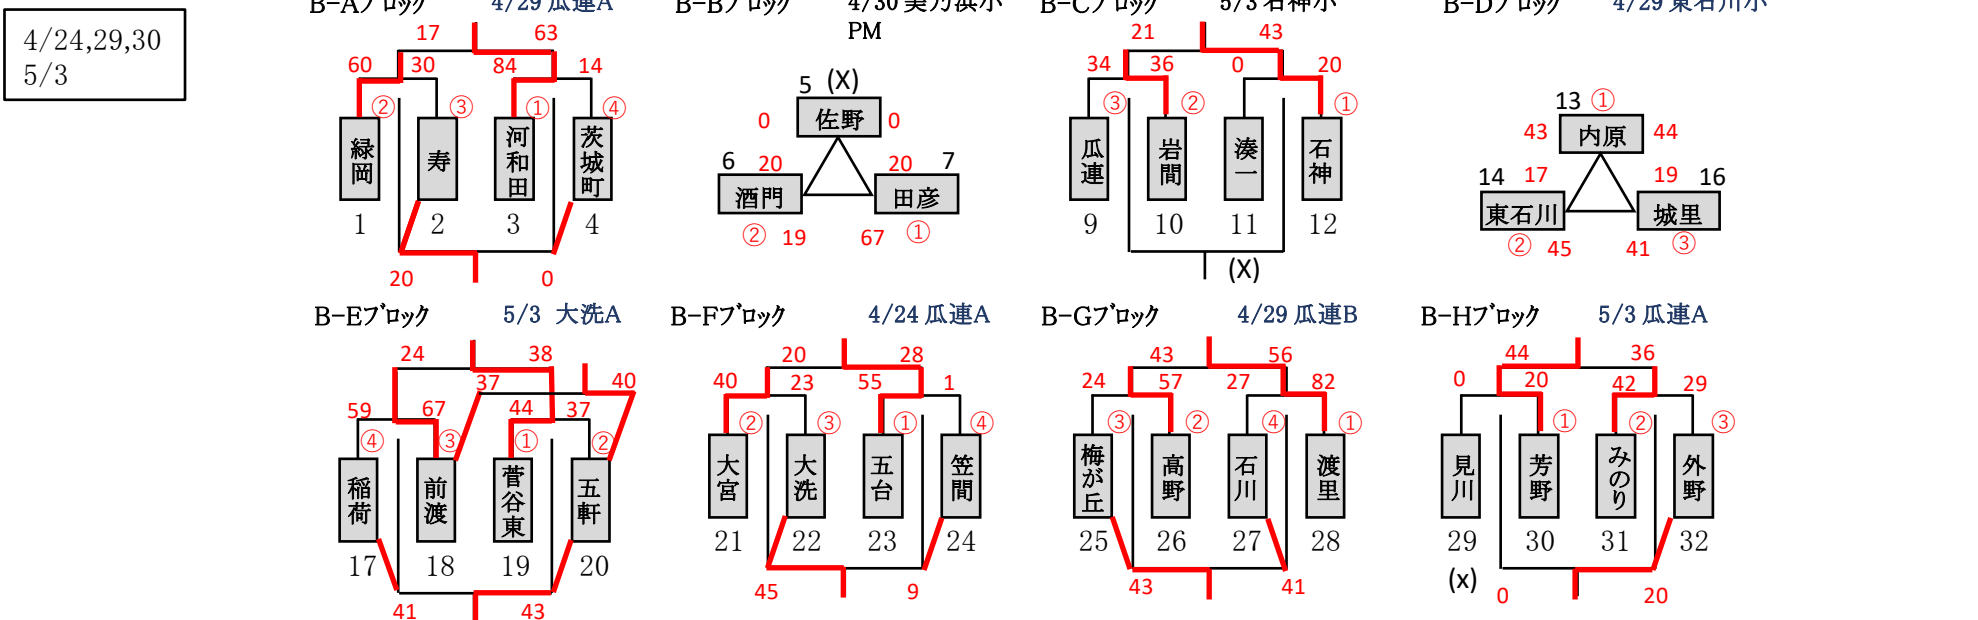 4/24,29,30
5/3
B-Aブロック 4/29 瓜連A
B-Bブロック 4/30 美乃浜小
PM
B-Cブロック 5/3 石神小
B-Dブロック 4/29 東石川小
17 63
60 30 84 14
② ③ ① ④
緑岡 寿 河和田 茨城町
1 2 3 4
20 0
5 (X)
0 佐野 0
6 20 20 7
酒門 田彦
② 19 67 ①
21 43
34 36 0 20
③ ② ①
瓜連 岩間 湊一 石神
9 10 11 12
(X)
13 ①
43 内原 44
14 17 19 16
東石川 城里
② 45 41 ③
B-Eブロック 5/3 大洗A
B-Fブロック 4/24 瓜連A
B-Gブロック 4/29 瓜連B
B-Hブロック 5/3 瓜連A
24 38
37 40
59 67 44 37
④ ③ ① ②
稲荷 前渡 菅谷東 五軒
17 18 19 20
41 43
20 28
40 23 55 1
② ③ ① ④
大宮 大洗 五台 笠間
21 22 23 24
45 9
43 56
24 57 27 82
③ ② ④ ①
梅が丘 高野 石川 渡里
25 26 27 28
43 41
44 36
0 20 42 29
① ② ③
見川 芳野 みのり 外野
29 30 31 32
(x) 0 20